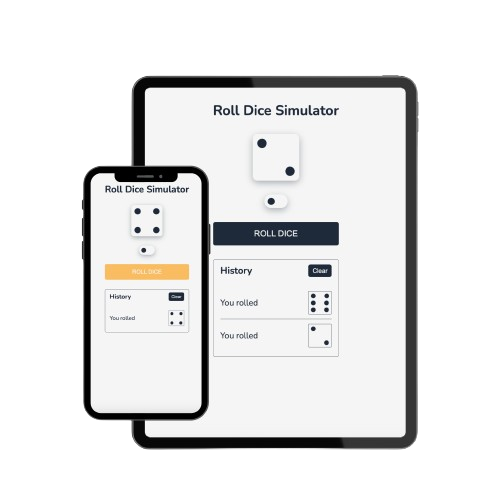 Roll Dice Simulator
ROLL DICE
History
Clear
You rolled
You rolled
Roll Dice Simulator
ROLL DICE
History
Clear
You rolled